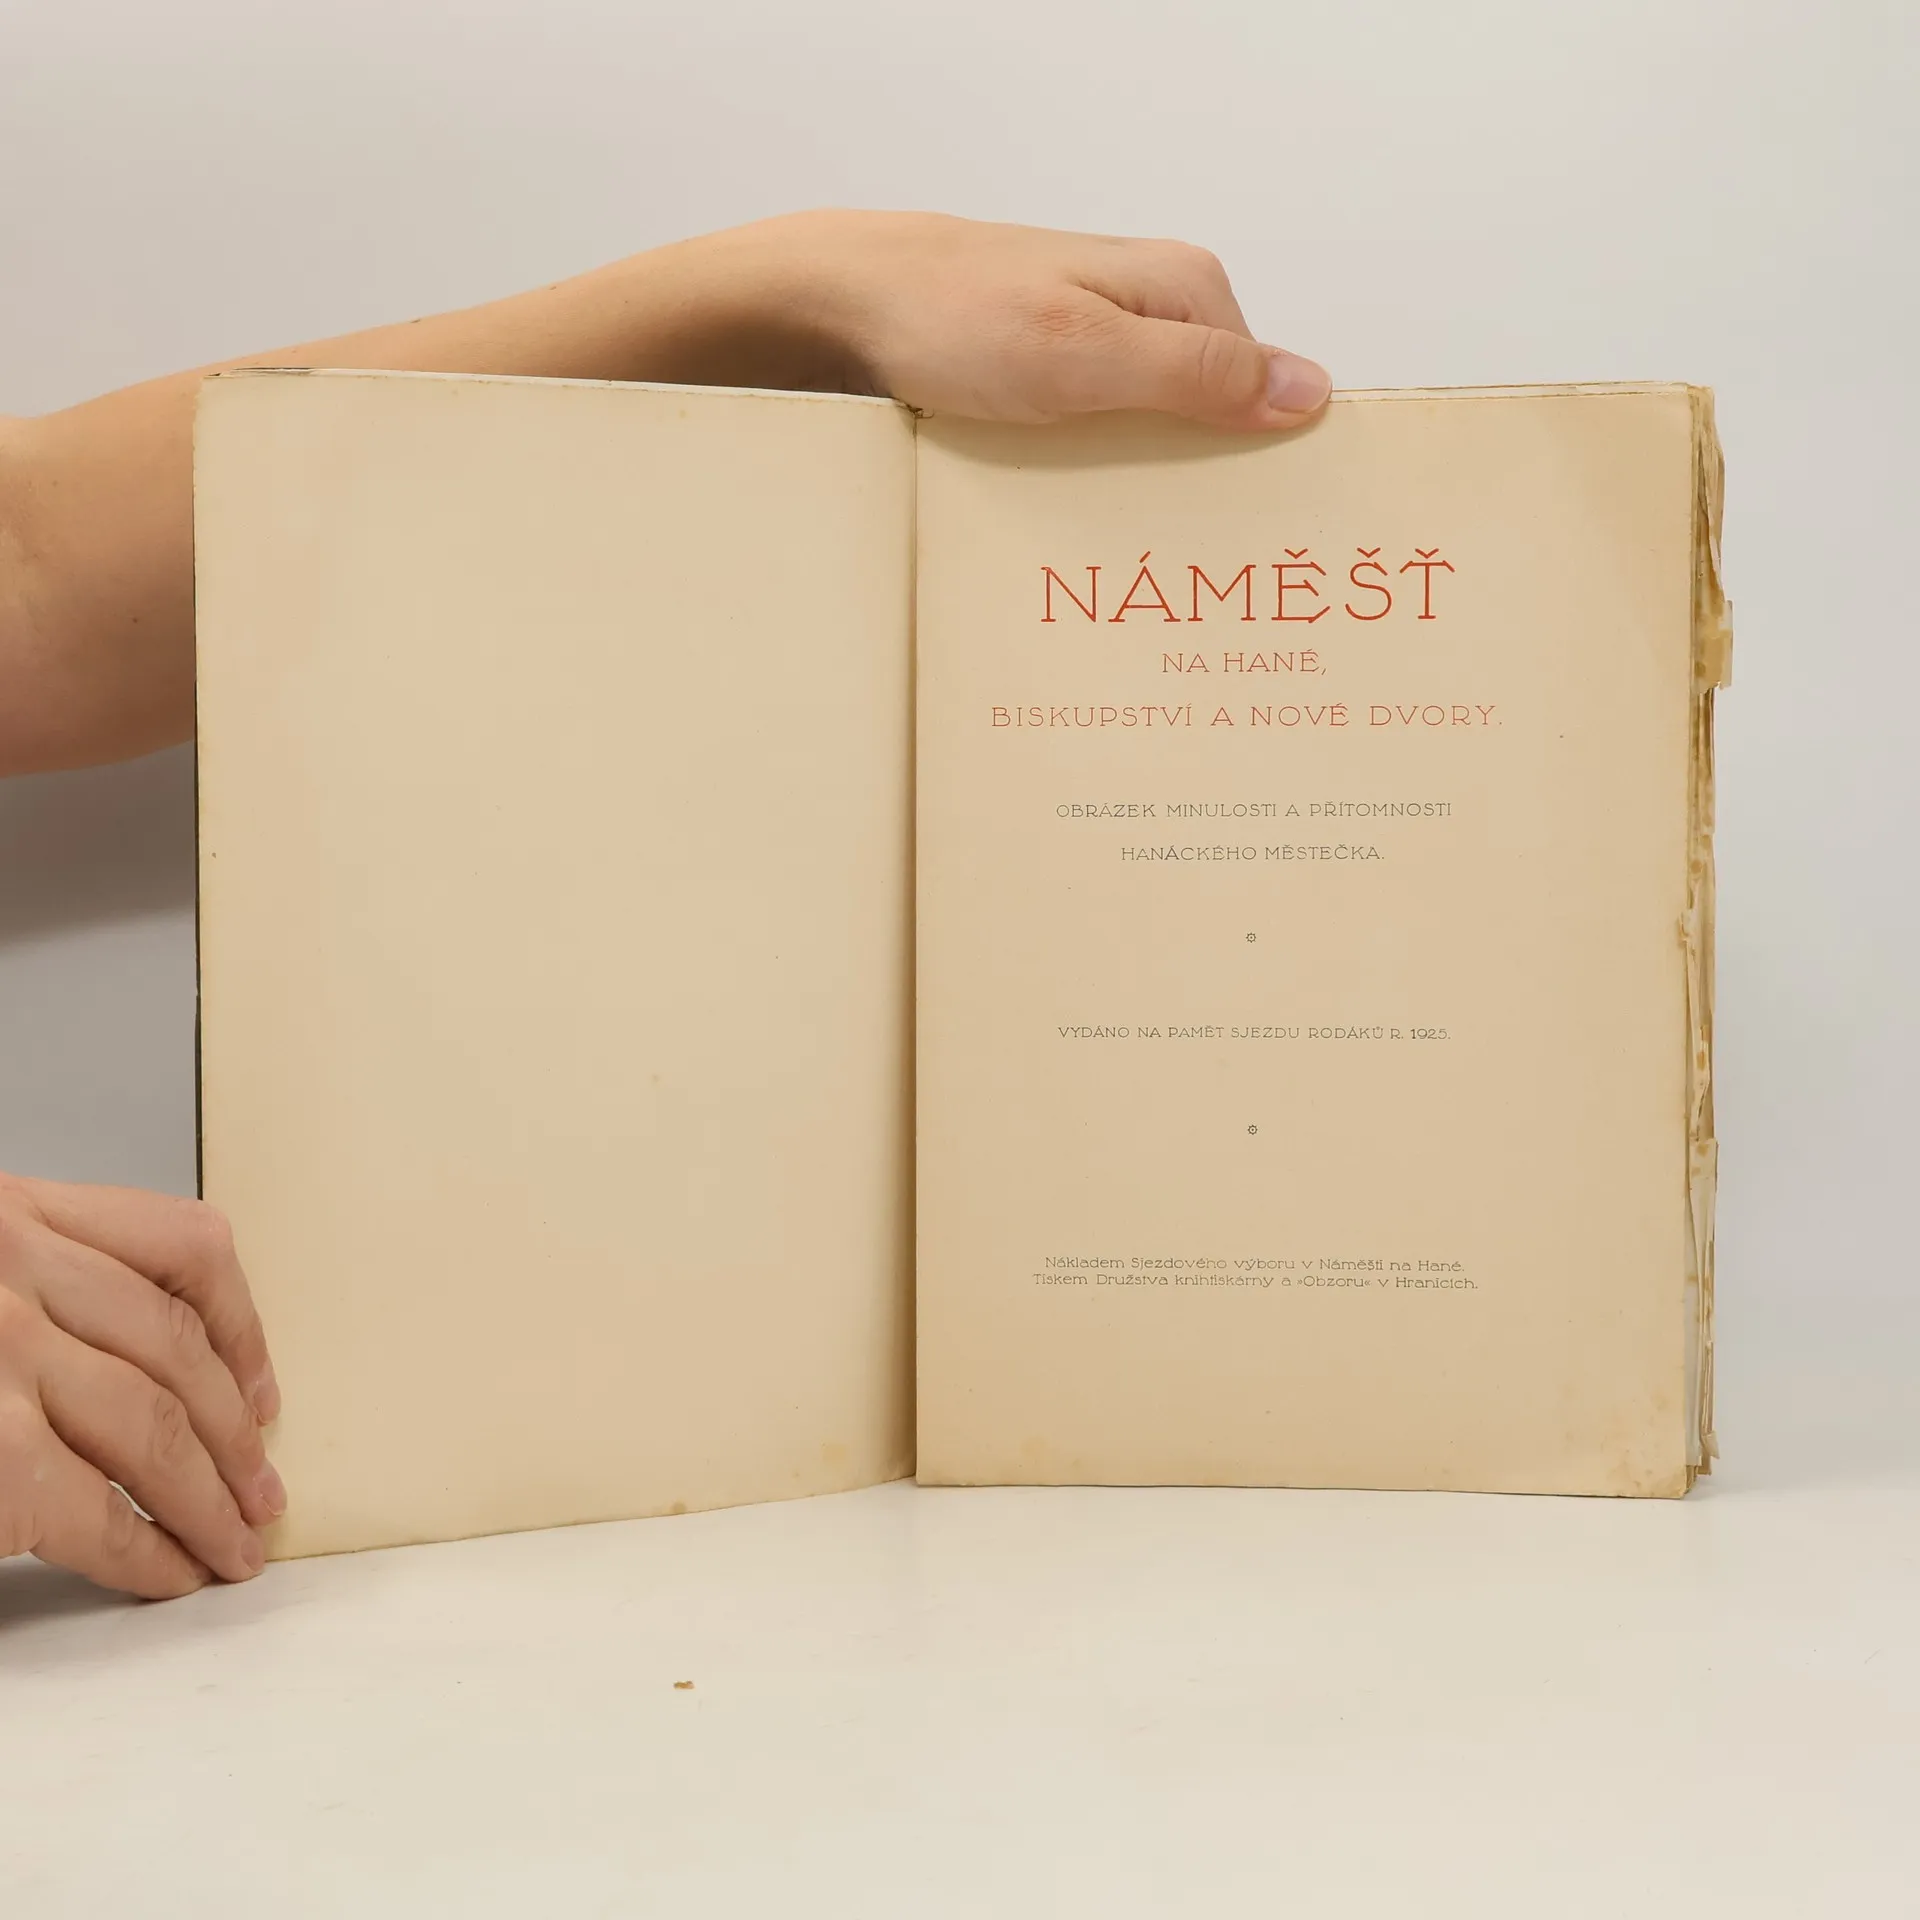 NÁMĚŠŤ
NA HANÉ,
BISKUPSTVÍ A NOVÉ DVORY.
OBRÁZEK MINULOSTI A PŘÍTOMNOSTI
HANÁCKÉHO MĚSTEČKA.
VYDÁNO NA PAMĚT SJEZDU RODÁKŮ R. 1925.
Nákladem Sjezdového výboru v Náměšti na Hané.
Tiskem Družstva knihtiskárny a »Obzoru« v Hranicích.